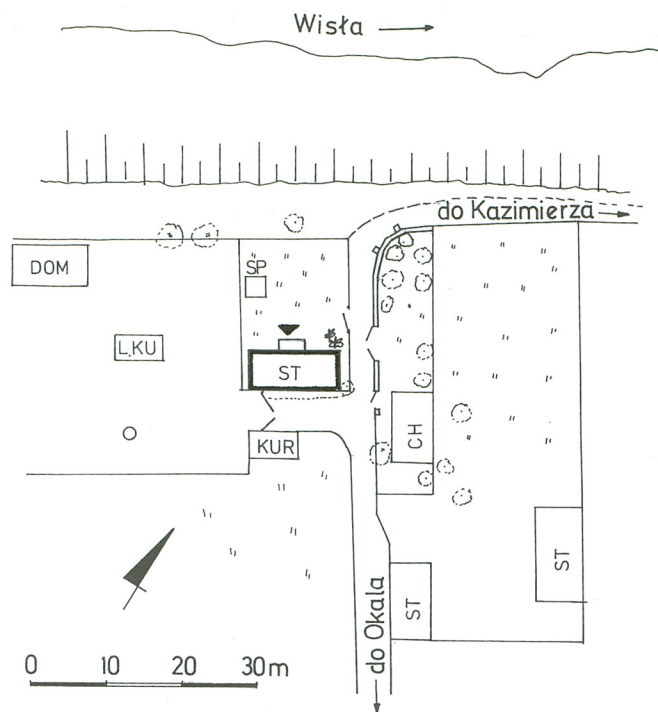 Wisła
do Kazimierza
DOM
SP
L,KU
ST
KUR
CH
ST
ST
do Okala
0 10 20 30m